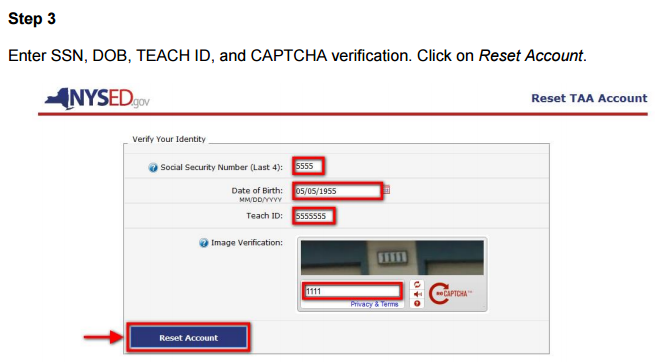 Step 3
Enter SSN, DOB, TEACH ID, and CAPTCHA verification. Click on Reset Account.
NYSED.gov
Reset TAA Account
Verify Your Identity
Social Security Number (Last 4): 5555
Date of Birth: 05/05/1955
MM/DD/YYYY
Teach ID: 5555555
Image Verification:
1111
reCAPTCHA™
Privacy & Terms
Reset Account